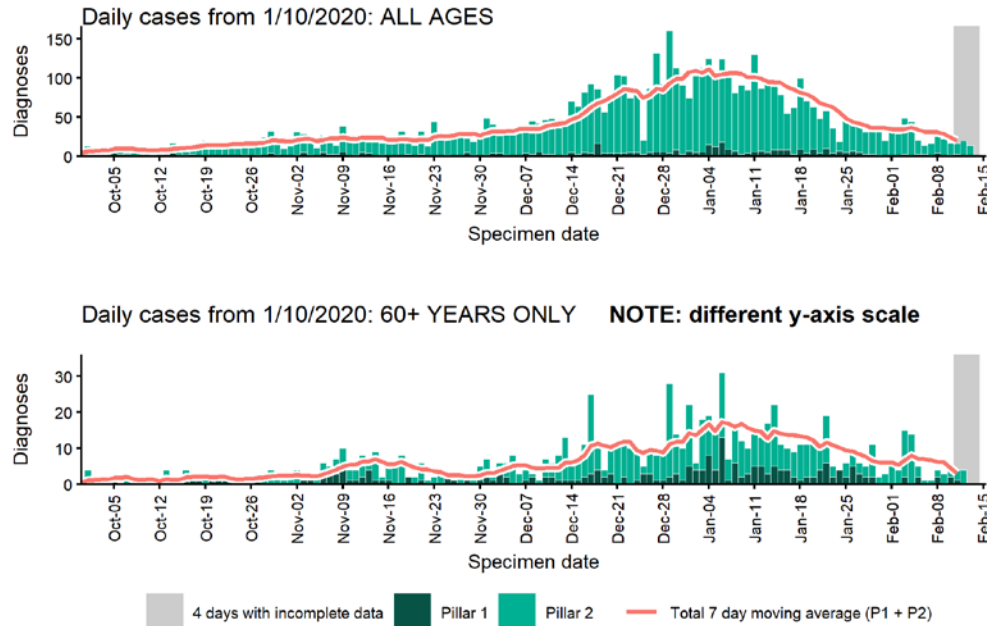 Daily cases from 1/10/2020: ALL AGES
150
100
50
0
Diagnoses
Oct-05
Oct-12
Oct-19
Oct-26
Nov-02
Nov-09
Nov-16
Nov-23
Nov-30
Dec-07
Dec-14
Dec-21
Dec-28
Jan-04
Jan-11
Jan-18
Jan-25
Feb-01
Feb-08
Feb-15
Specimen date
Daily cases from 1/10/2020: 60+ YEARS ONLY NOTE: different y-axis scale
30
20
10
0
Diagnoses
Oct-05
Oct-12
Oct-19
Oct-26
Nov-02
Nov-09
Nov-16
Nov-23
Nov-30
Dec-07
Dec-14
Dec-21
Dec-28
Jan-04
Jan-11
Jan-18
Jan-25
Feb-01
Feb-08
Feb-15
Specimen date
4 days with incomplete data Pillar 1 Pillar 2 Total 7 day moving average (P1 + P2)